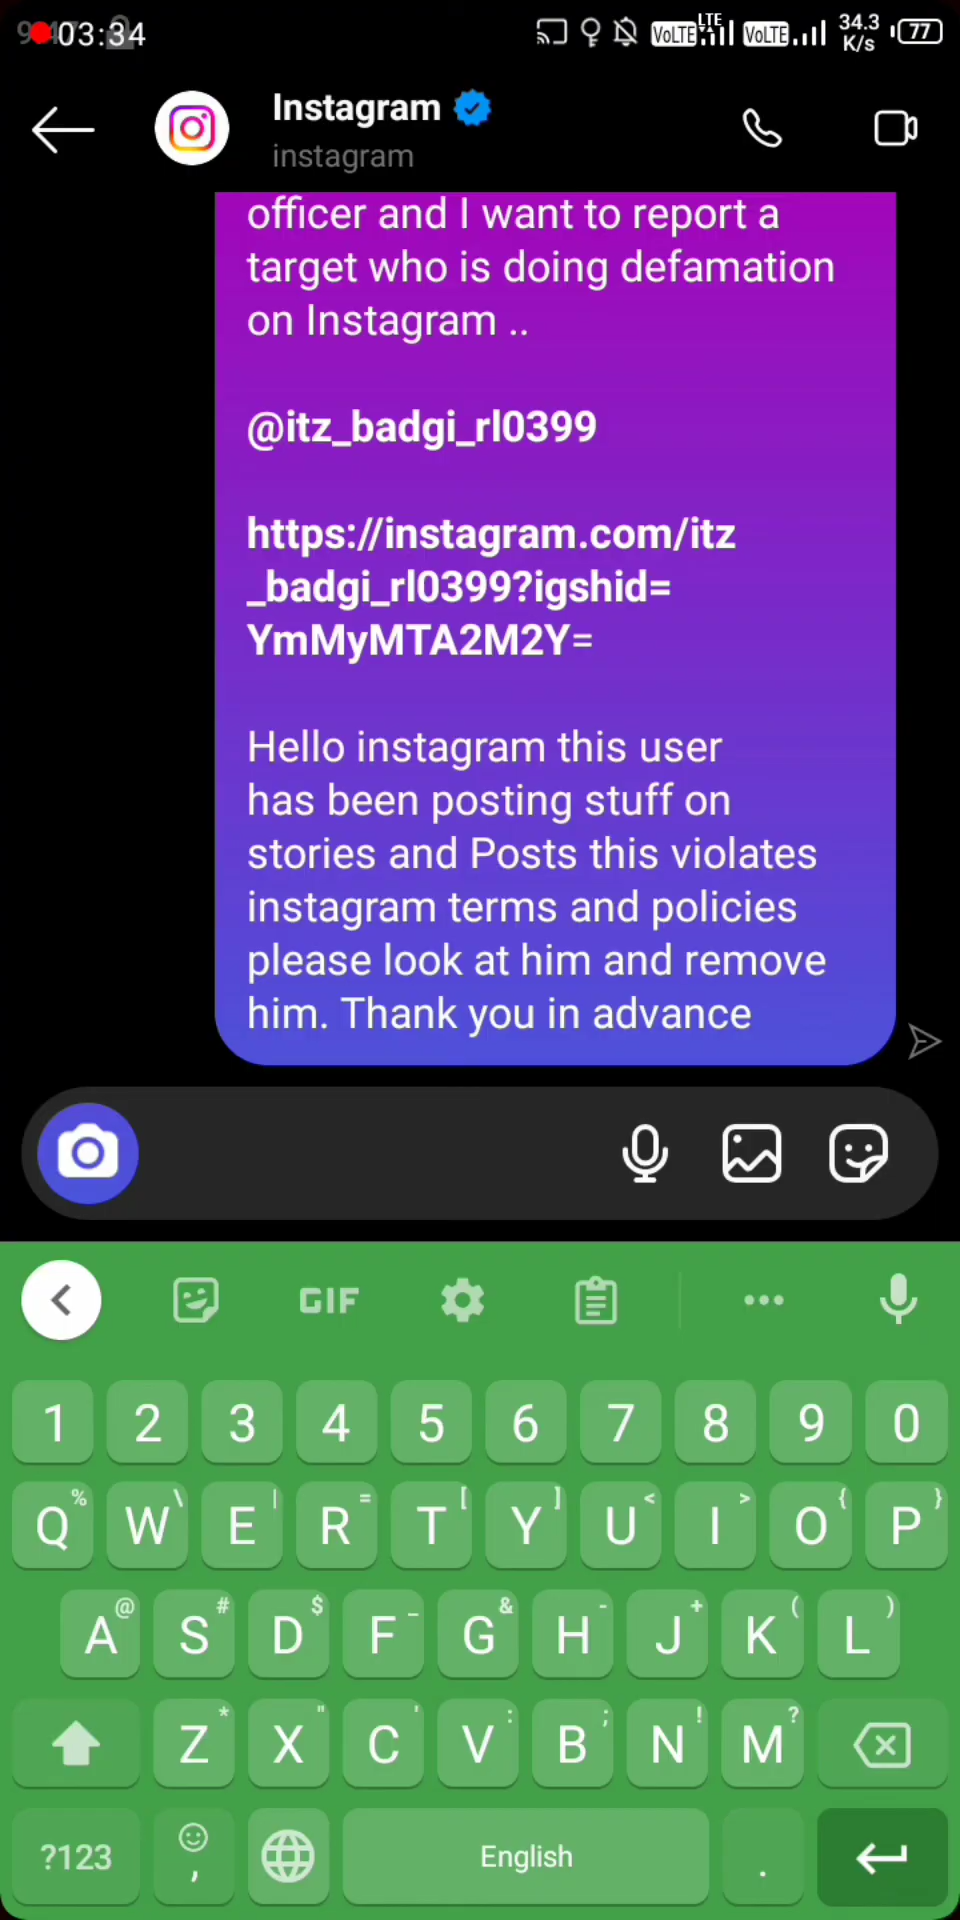 03:34
VoLTE LTE VoLTE 34.3 K/s 77
Instagram
instagram
officer and I want to report a
target who is doing defamation
on Instagram ..
@itz_badgi_rl0399
https://instagram.com/itz
_badgi_rl0399?igshid=
YmMyMTA2M2Y=
Hello instagram this user
has been posting stuff on
stories and Posts this violates
instagram terms and policies
please look at him and remove
him. Thank you in advance
GIF
1 2 3 4 5 6 7 8 9 0
% \ | = [ ] < > { }
Q W E R T Y U I O P
@ # $ _ & - + ( )
A S D F G H J K L
* " ' : ; ! ?
Z X C V B N M
?123 , English .